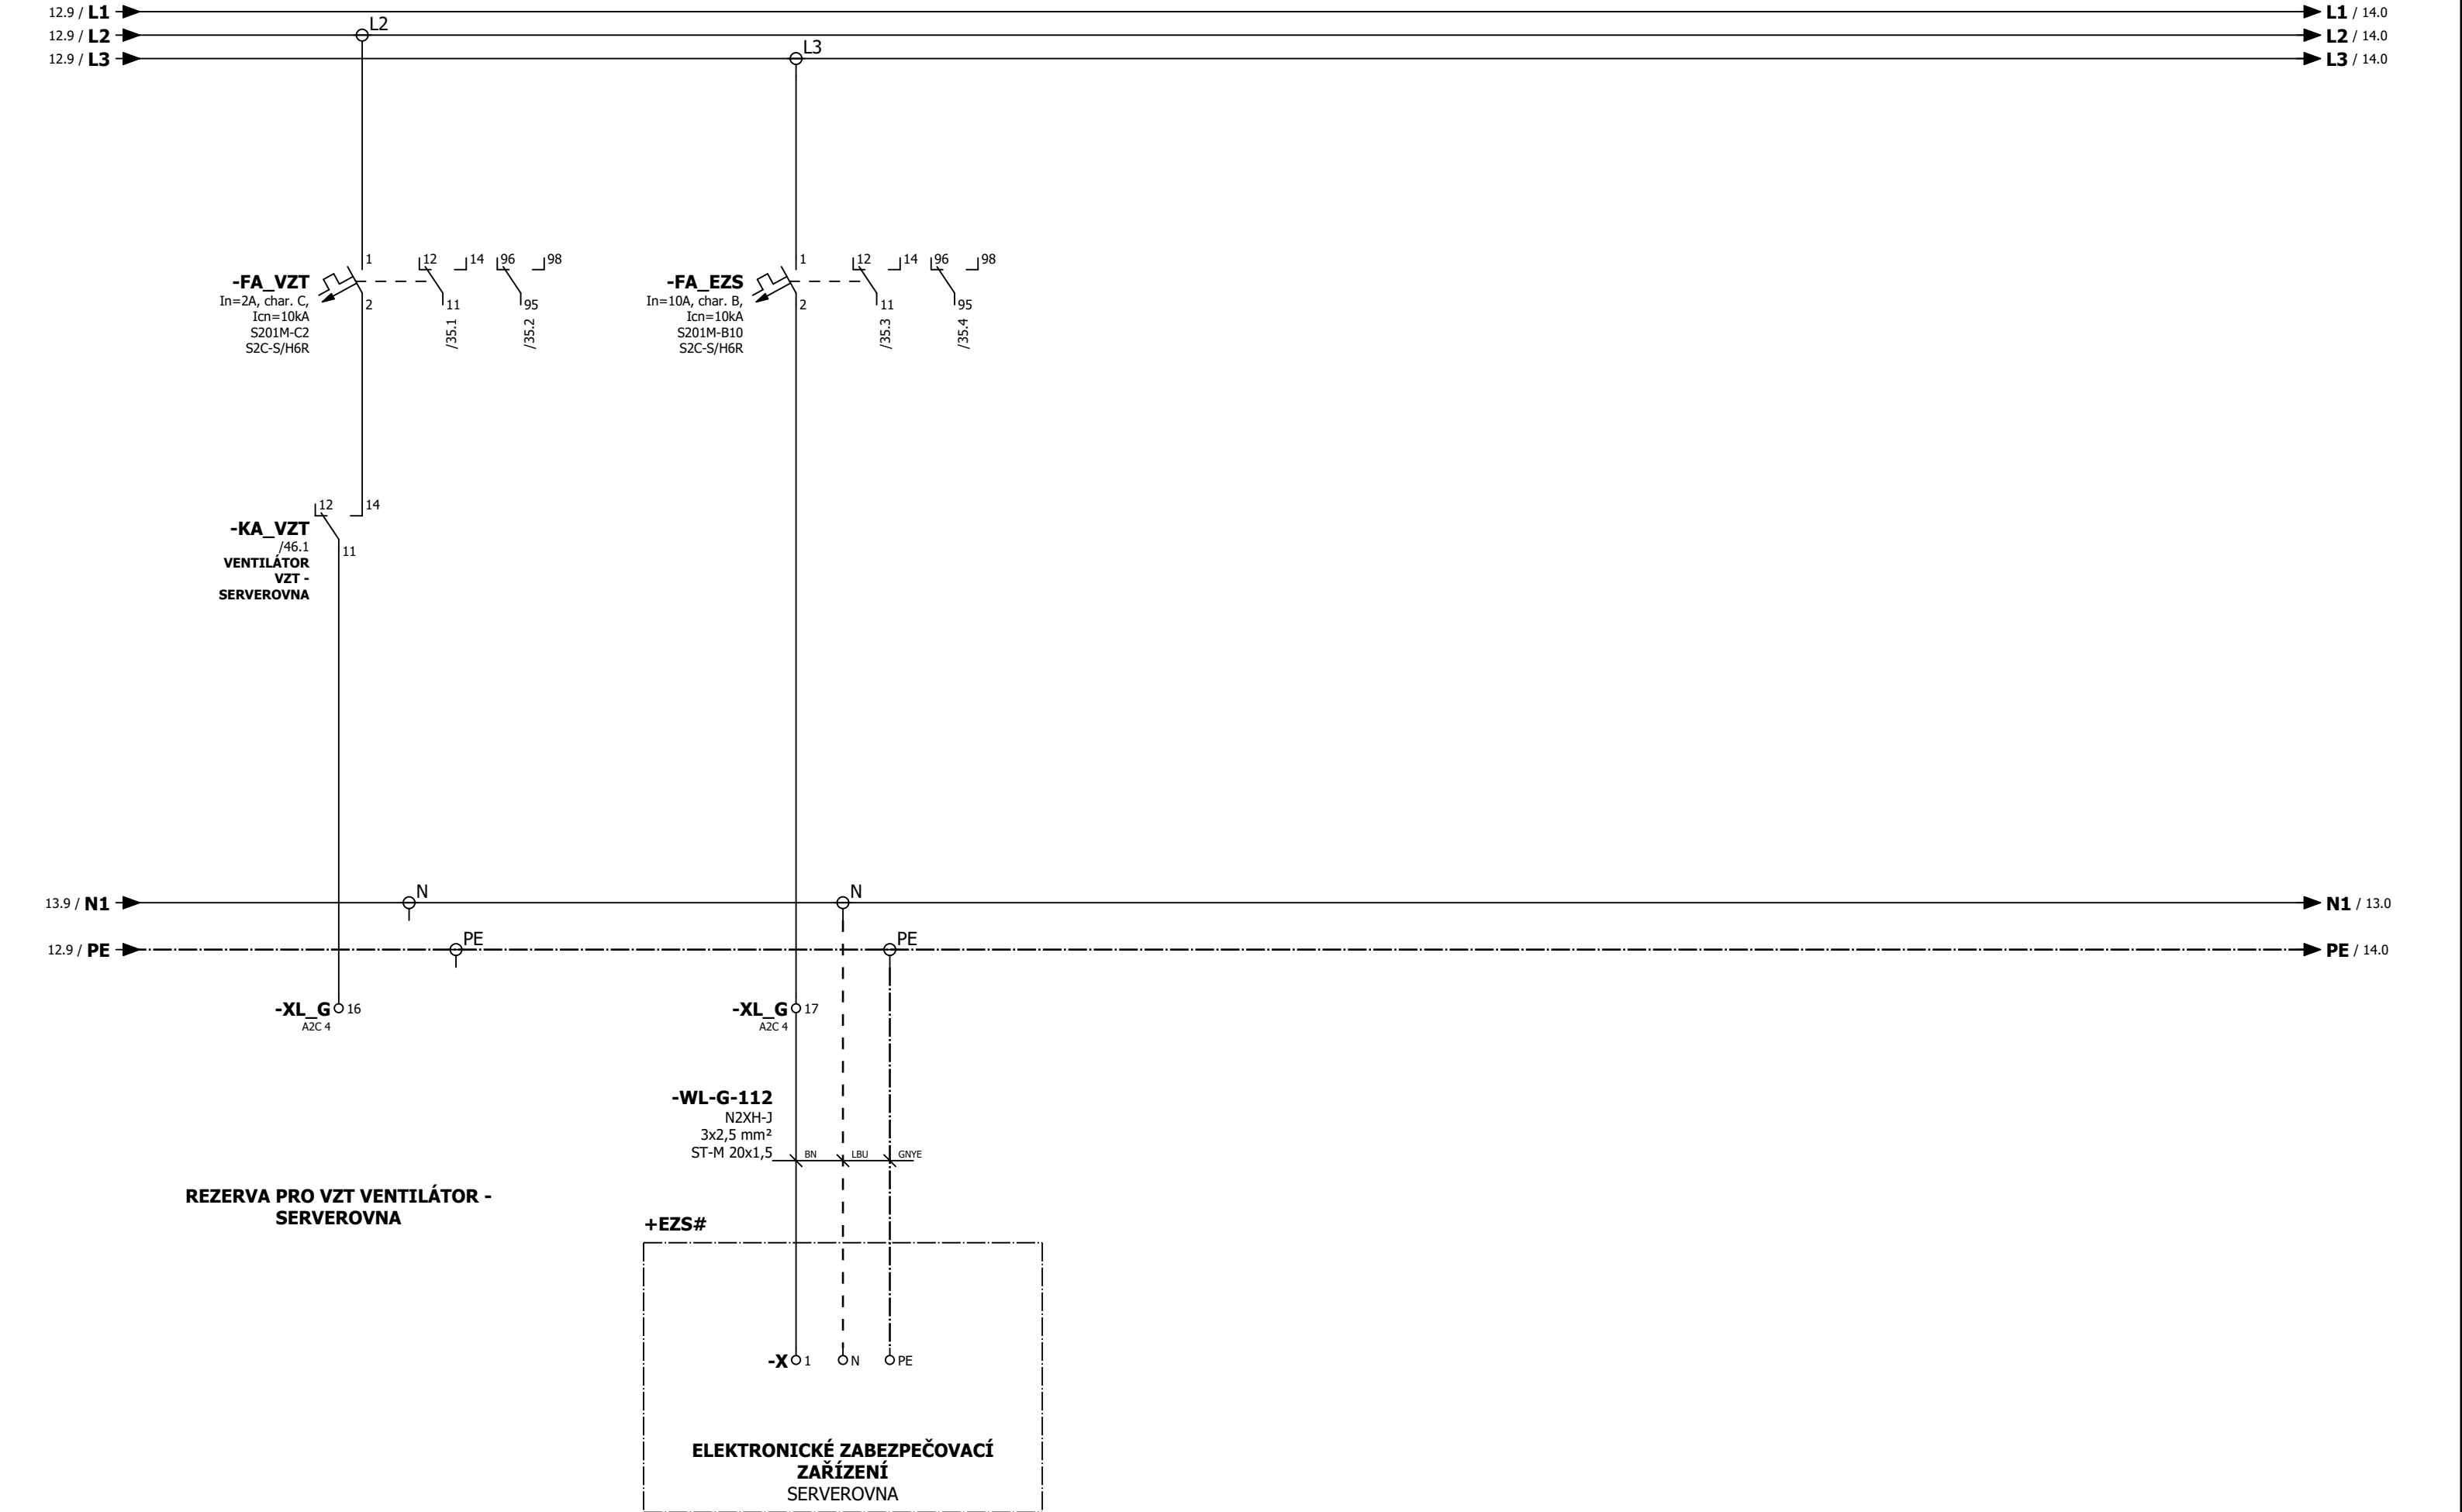 12.9 / L1
L1 / 14.0
L2
12.9 / L2
L2 / 14.0
L3
12.9 / L3
L3 / 14.0
-FA_VZT
In=2A, char. C,
Icn=10kA
S201M-C2
S2C-S/H6R
1
2
12
14
11
/35.1
96
98
95
/35.2
-FA_EZS
In=10A, char. B,
Icn=10kA
S201M-B10
S2C-S/H6R
1
2
12
14
11
/35.3
96
98
95
/35.4
-KA_VZT
/46.1
VENTILÁTOR
VZT -
SERVEROVNA
12
14
11
13.9 / N1
N
N
N1 / 13.0
12.9 / PE
PE
PE
PE / 14.0
-XL_G
16
A2C 4
-XL_G
17
A2C 4
-WL-G-112
N2XH-J
3x2,5 mm²
ST-M 20x1,5
BN
LBU
GNYE
REZERVA PRO VZT VENTILÁTOR -
SERVEROVNA
+EZS#
-X
1
N
PE
ELEKTRONICKÉ ZABEZPEČOVACÍ
ZAŘÍZENÍ
SERVEROVNA